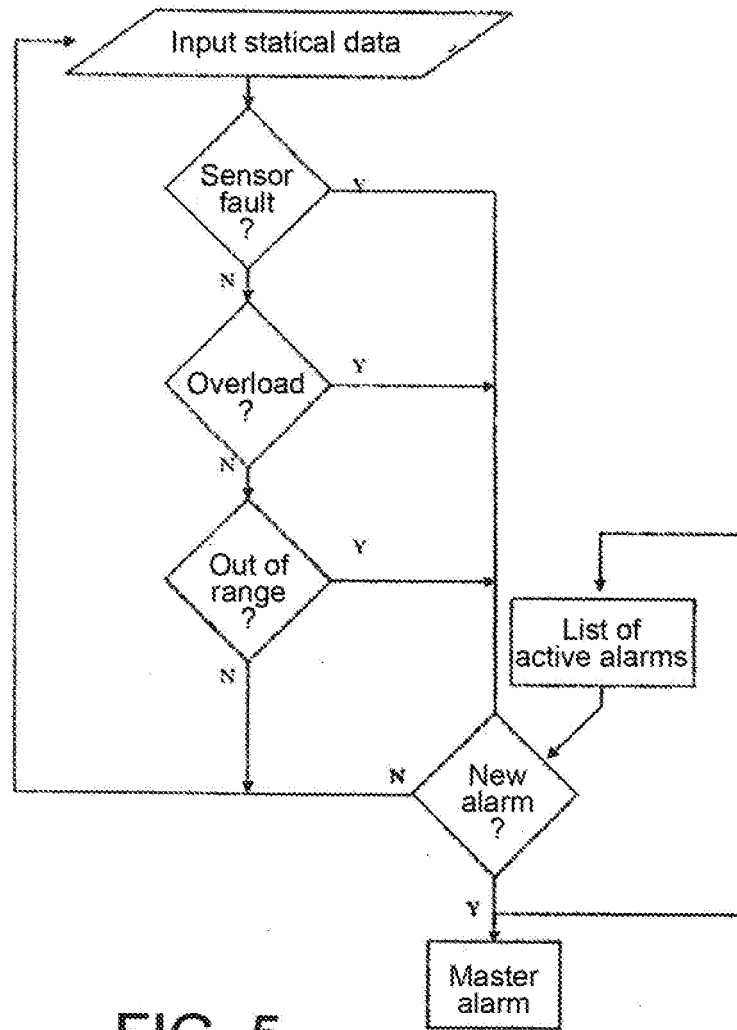 Input statical data
Sensor
fault
?
Y
N
Overload
?
Y
N
Out of
range
?
Y
N
List of
active alarms
New
alarm
?
N
Y
Master
alarm
FIG. 5